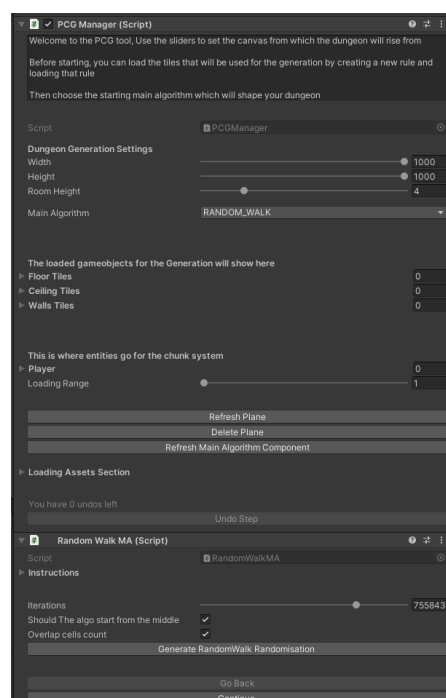 PCG Manager (Script)
Welcome to the PCG tool, Use the sliders to set the canvas from which the dungeon will rise from
Before starting, you can load the tiles that will be used for the generation by creating a new rule and
loading that rule
Then choose the starting main algorithm which will shape your dungeon
Script PCGManager
Dungeon Generation Settings
Width 1000
Height 1000
Room Height 4
Main Algorithm RANDOM_WALK
The loaded gameobjects for the Generation will show here
Floor Tiles 0
Ceiling Tiles 0
Walls Tiles 0
This is where entities go for the chunk system
Player 0
Loading Range 1
Refresh Plane
Delete Plane
Refresh Main Algorithm Component
Loading Assets Section
You have 0 undos left
Undo Step
Random Walk MA (Script)
Script RandomWalkMA
Instructions
Iterations 755843
Should The algo start from the middle
Overlap cells count
Generate RandomWalk Randomisation
Go Back
Continue